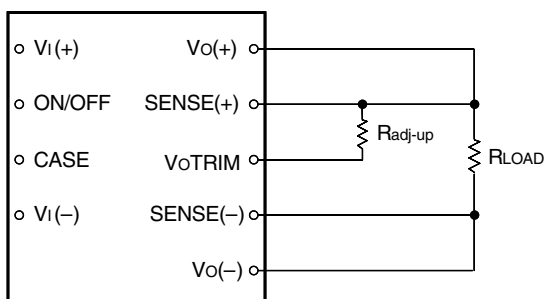 VI(+) VO(+)
ON/OFF SENSE(+)
Radj-up
CASE VOTRIM RLOAD
VI(–) SENSE(–)
VO(–)